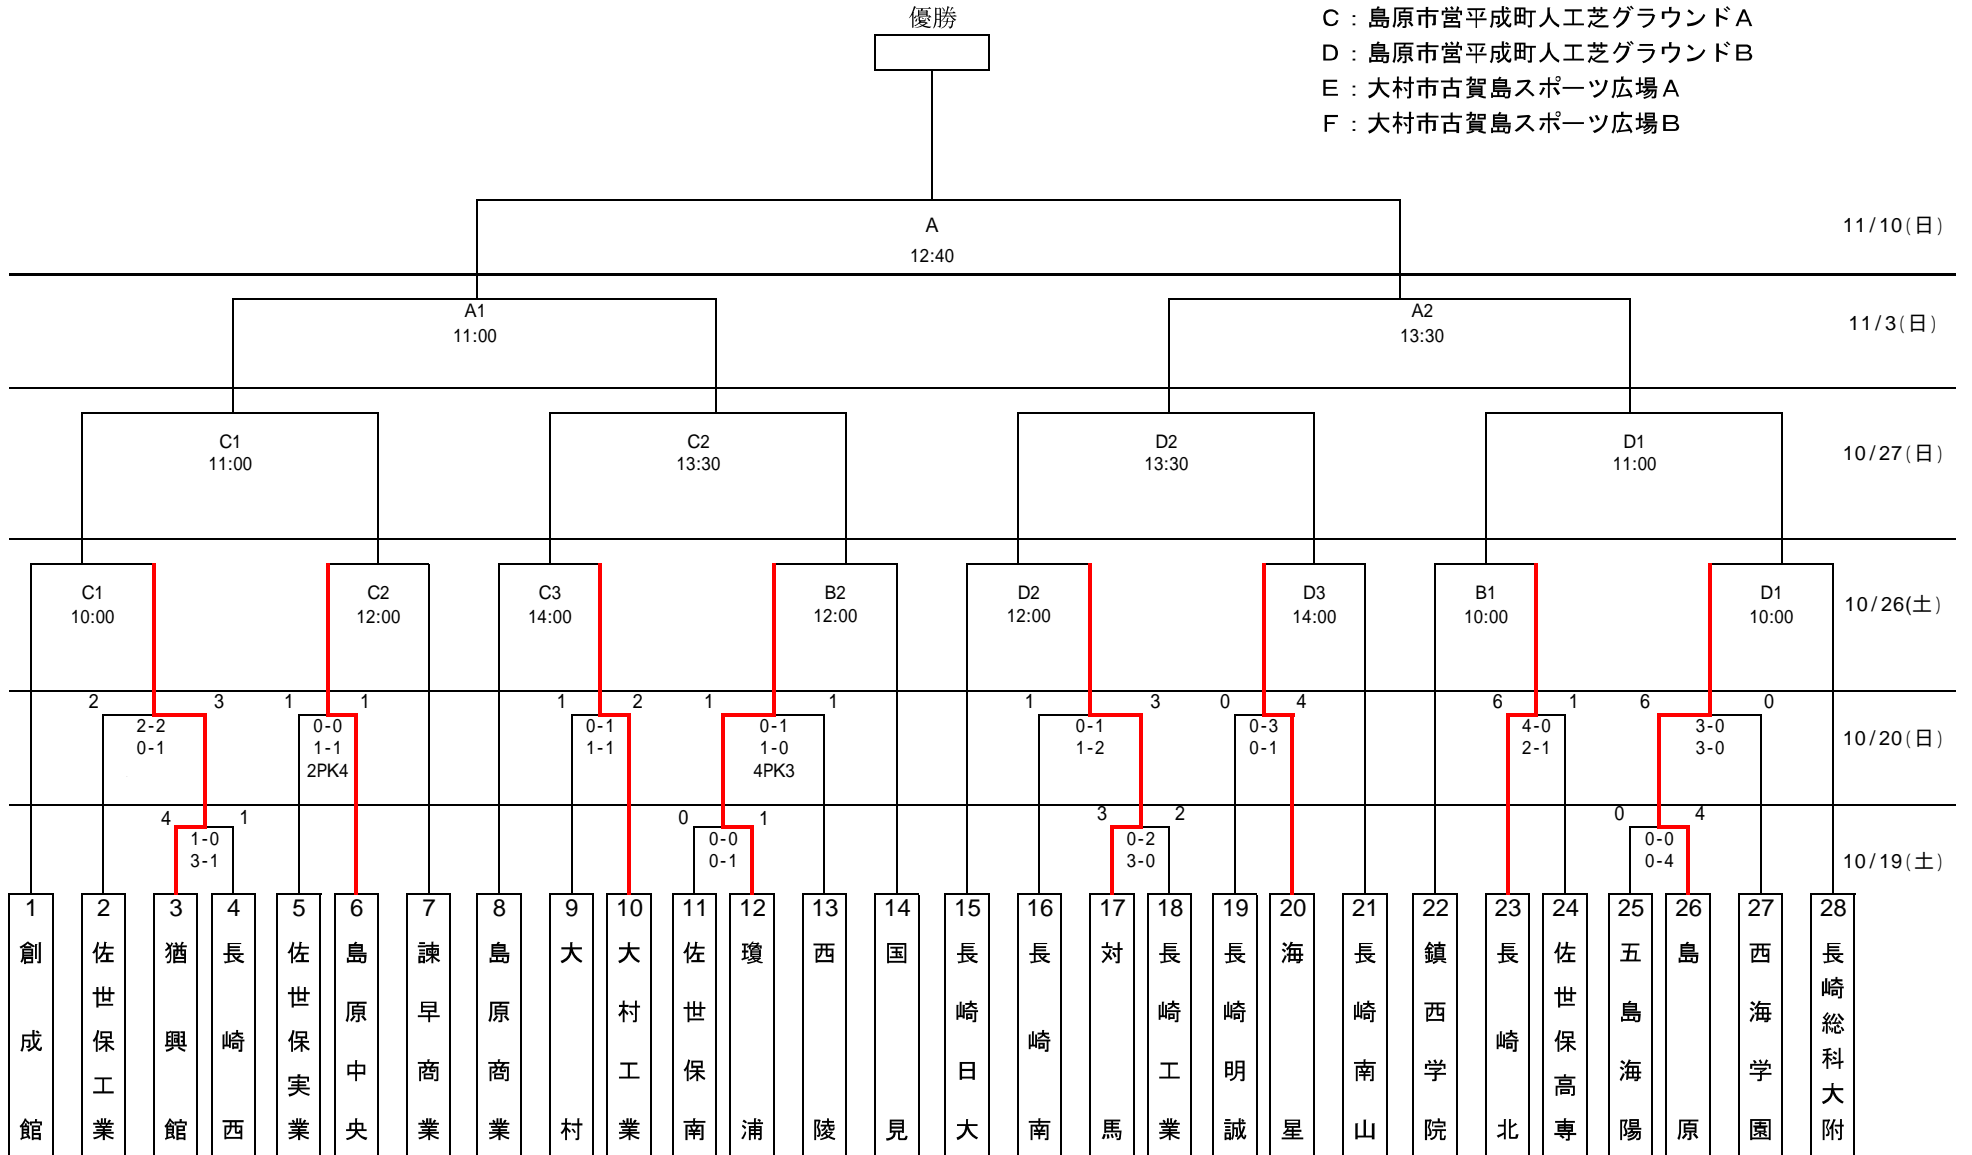 優勝
C：島原市営平成町人工芝グラウンドA
D：島原市営平成町人工芝グラウンドB
E：大村市古賀島スポーツ広場A
F：大村市古賀島スポーツ広場B
A
12:40
11/10(日)
A1
11:00
A2
13:30
11/3(日)
C1
11:00
C2
13:30
D2
13:30
D1
11:00
10/27(日)
C1
10:00
C2
12:00
C3
14:00
B2
12:00
D2
12:00
D3
14:00
B1
10:00
D1
10:00
10/26(土)
2 3
2-2
0-1
1 1
0-0
1-1
2PK4
1 2
0-1
1-1
1 1
0-1
1-0
4PK3
1 3
0-1
1-2
0 4
0-3
0-1
6 1
4-0
2-1
6 0
3-0
3-0
10/20(日)
4 1
1-0
3-1
0 1
0-0
0-1
3 2
0-2
3-0
0 4
0-0
0-4
10/19(土)
1 創成館
2 佐世保工業
3 猶興館
4 長崎西
5 佐世保実業
6 島原中央
7 諫早商業
8 島原商業
9 大村
10 大村工業
11 佐世保南
12 瓊浦
13 西陵
14 国見
15 長崎日大
16 長崎南
17 対馬
18 長崎工業
19 長崎明誠
20 海星
21 長崎南山
22 鎮西学院
23 長崎北
24 佐世保高専
25 五島海陽
26 島原
27 西海学園
28 長崎総科大附